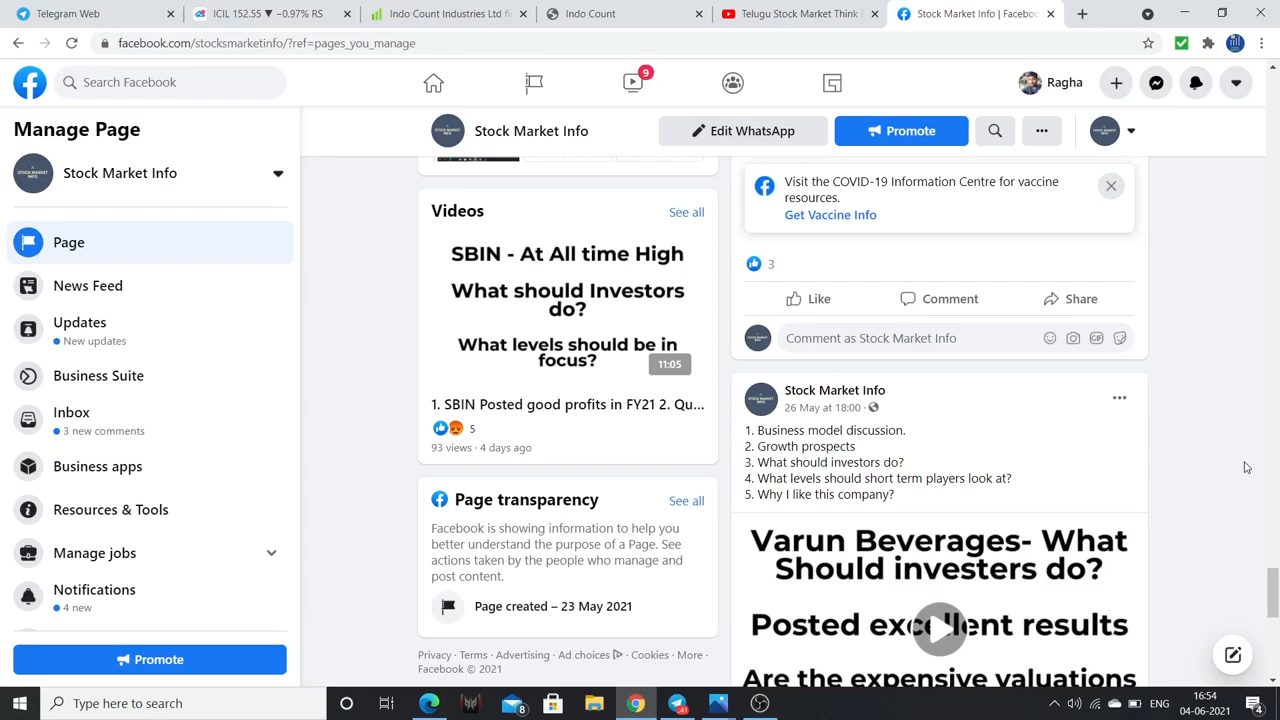 Telegram Web
ICIL 152.55 ▼ −0.97% RS
Indo Count Industries Ltd fi
Indo Count
Telugu Stock Market Think E
Stock Market Info | Facebo
facebook.com/stocksmarketinfo/?ref=pages_you_manage
Search Facebook
9
Ragha
Manage Page
Stock Market Info
Edit WhatsApp
Promote
Stock Market Info
Page
News Feed
Updates
New updates
Business Suite
Inbox
3 new comments
Business apps
Resources & Tools
Manage jobs
Notifications
4 new
Promote
Videos
See all
SBIN - At All time High
What should Investors
do?
What levels should be in
focus?
11:05
1. SBIN Posted good profits in FY21 2. Qu...
5
93 views · 4 days ago
Page transparency
See all
Facebook is showing information to help you
better understand the purpose of a Page. See
actions taken by the people who manage and
post content.
Page created – 23 May 2021
Privacy · Terms · Advertising · Ad choices · Cookies · More ·
Facebook © 2021
Visit the COVID-19 Information Centre for vaccine
resources.
Get Vaccine Info
3
Like
Comment
Share
Comment as Stock Market Info
GIF
Stock Market Info
26 May at 18:00 ·
1. Business model discussion.
2. Growth prospects
3. What should investors do?
4. What levels should short term players look at?
5. Why I like this company?
Varun Beverages- What
Should investers do?
Posted excellent results
Are the expensive valuations
Type here to search
8
16:54
04-06-2021
4